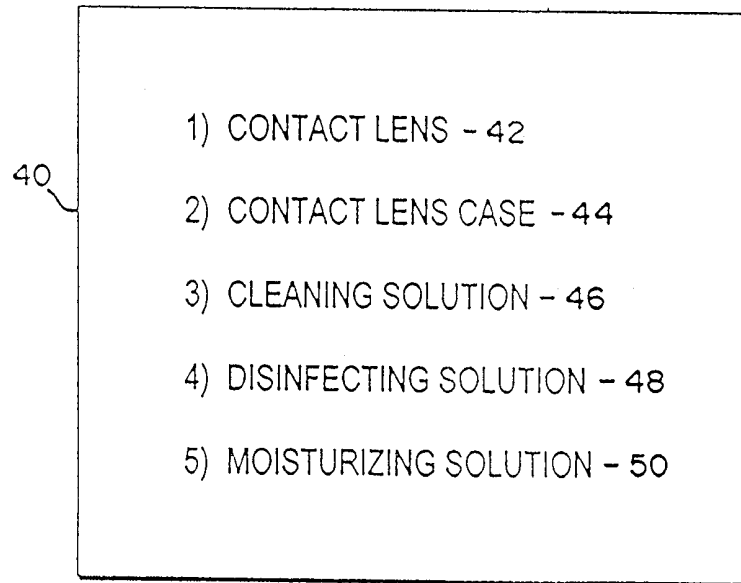 1) CONTACT LENS - 42
40
2) CONTACT LENS CASE - 44
3) CLEANING SOLUTION - 46
4) DISINFECTING SOLUTION - 48
5) MOISTURIZING SOLUTION - 50